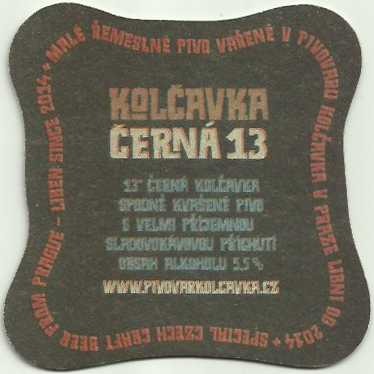 MALÉ ŘEMESLNÉ PIVO VAŘENÉ V PIVOVARU KOLČAVKA V PRAZE LIBNI OD 2014 + SPECIAL CZECH CRAFT BEER FROM PRAGUE - LIBEN SINCE 2014 +
KOLČAVKA
ČERNÁ 13
13° ČERNÁ KOLČAVKA
SPODNĚ KVAŠENÉ PIVO
S VELMI PŘÍJEMNOU
SLADOVOKÁVOVOU PŘÍCHUTÍ
OBSAH ALKOHOLU 5,5 %
WWW.PIVOVARKOLCAVKA.CZ